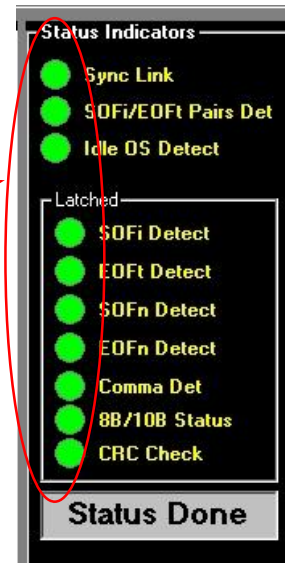 Status Indicators
Sync Link
SOFi/EOFt Pairs Det
Idle OS Detect
Latched
SOFi Detect
EOFt Detect
SOFn Detect
EOFn Detect
Comma Det
8B/10B Status
CRC Check
Status Done